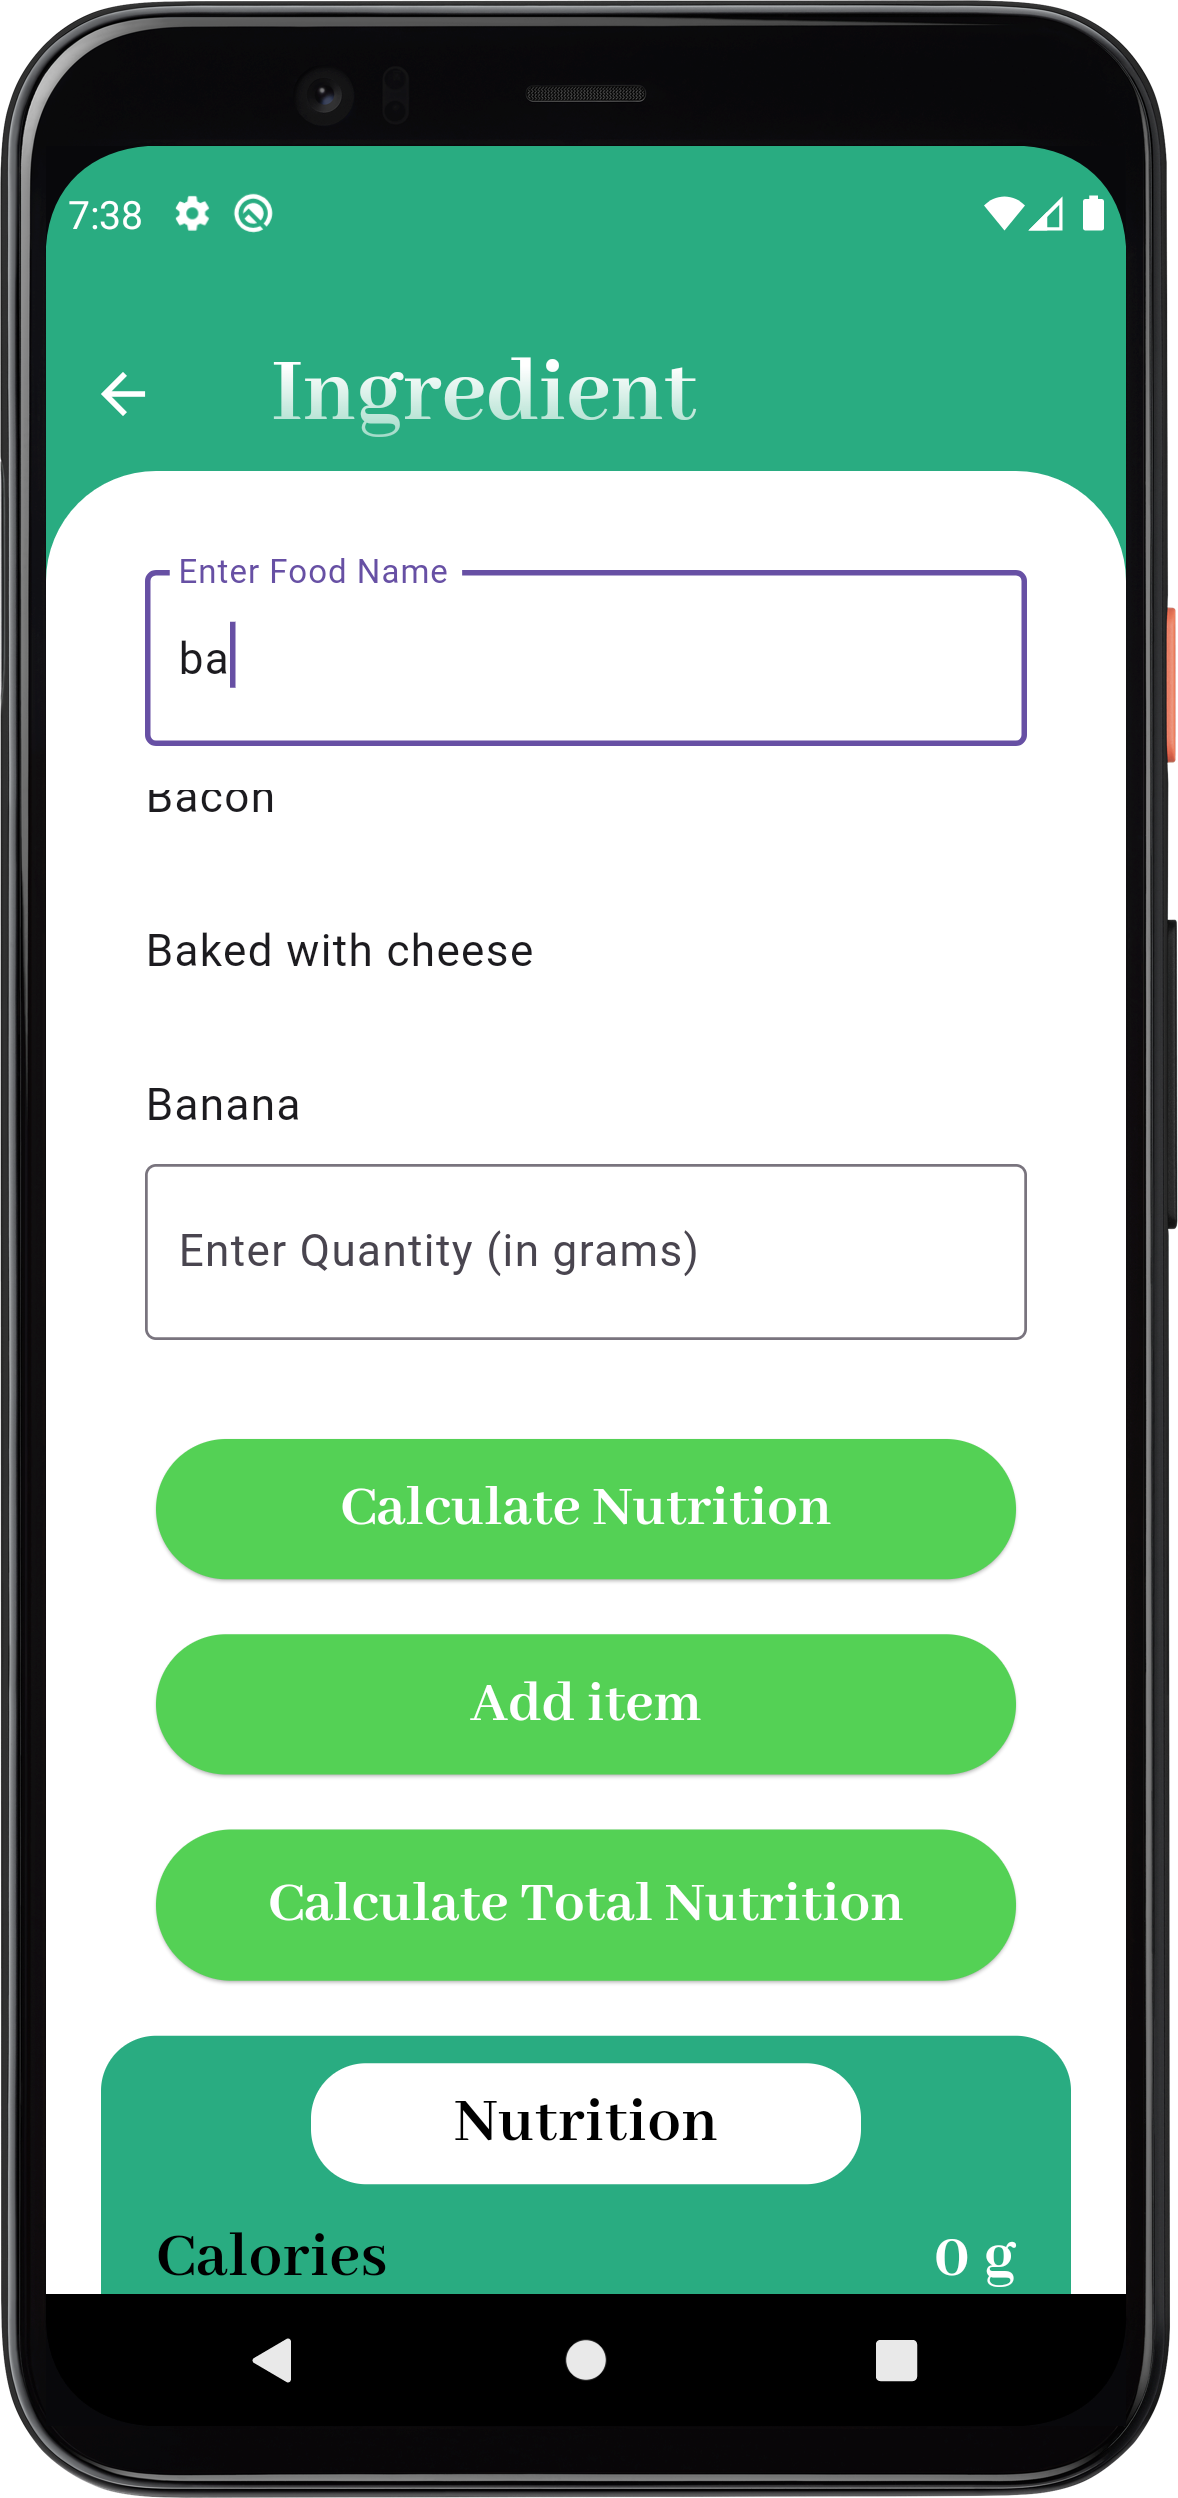 7:38
Ingredient
Enter Food Name
ba
Bacon
Baked with cheese
Banana
Enter Quantity (in grams)
Calculate Nutrition
Add item
Calculate Total Nutrition
Nutrition
Calories 0 g